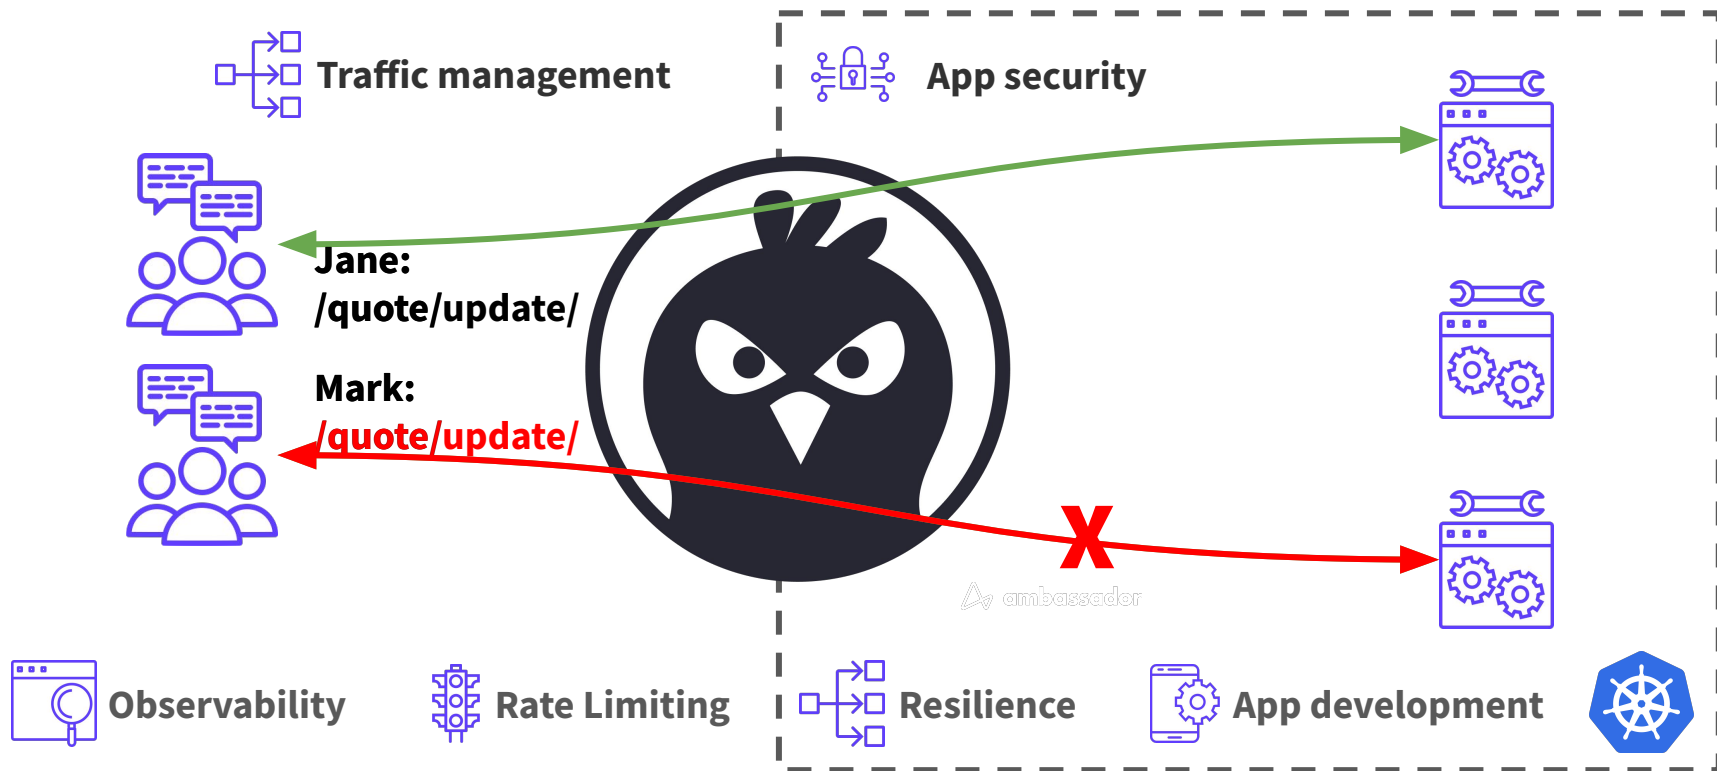 Traffic management
App security
Jane:
/quote/update/
Mark:
/quote/update/
X
ambassador
Observability
Rate Limiting
Resilience
App development